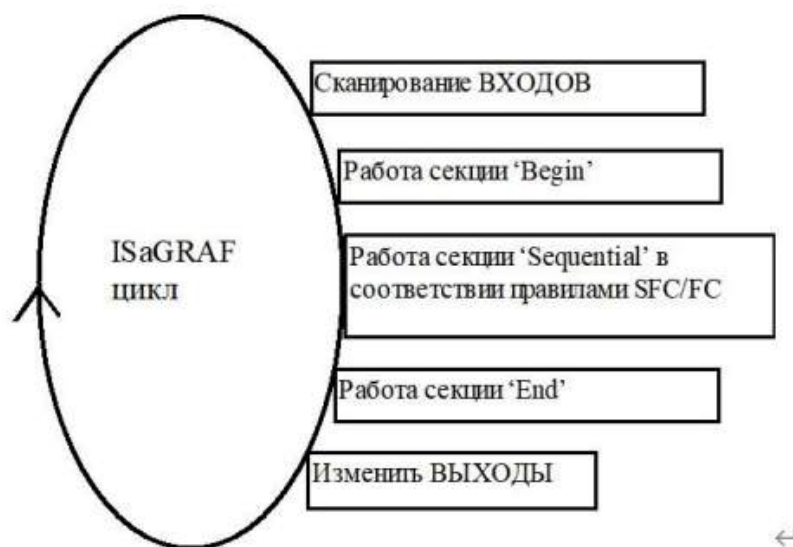 Сканирование ВХОДОВ
Работа секции ‘Begin’
ISaGRAF
цикл
Работа секции ‘Sequential’ в
соответствии правилами SFC/FC
Работа секции ‘End’
Изменить ВЫХОДЫ